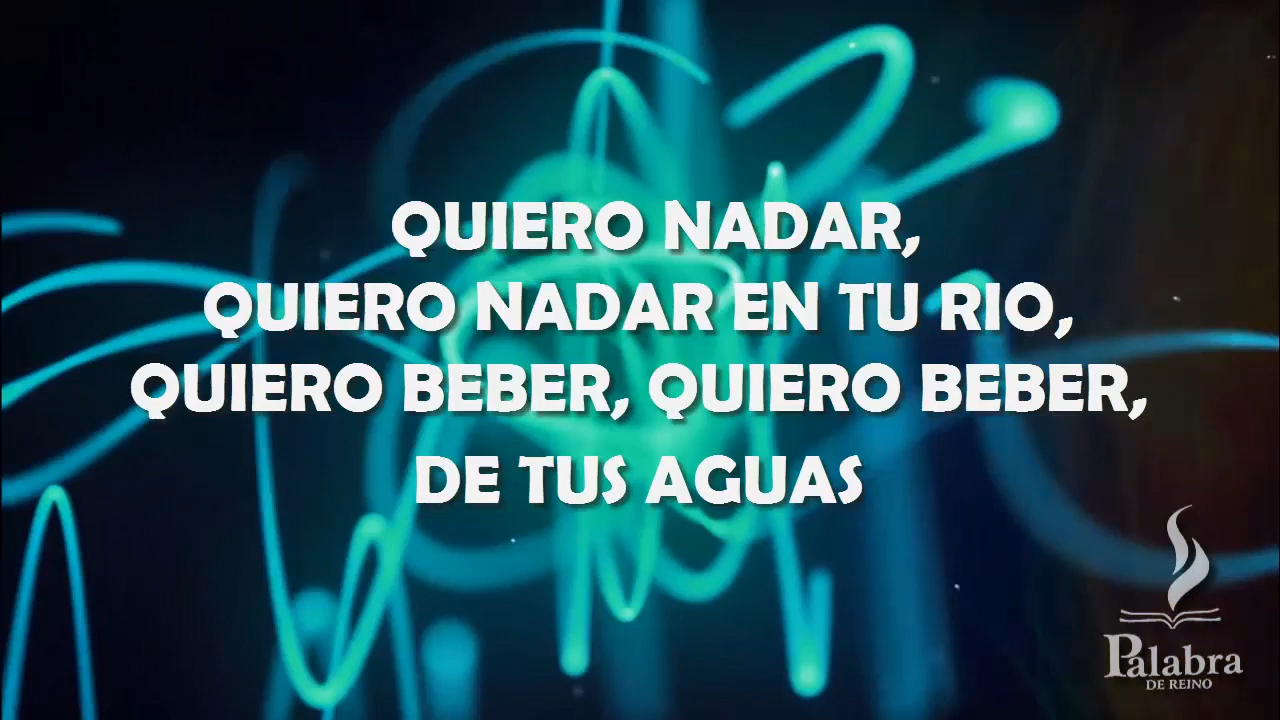 QUIERO NADAR,
QUIERO NADAR EN TU RIO,
QUIERO BEBER, QUIERO BEBER,
DE TUS AGUAS
Palabra
DE REINO